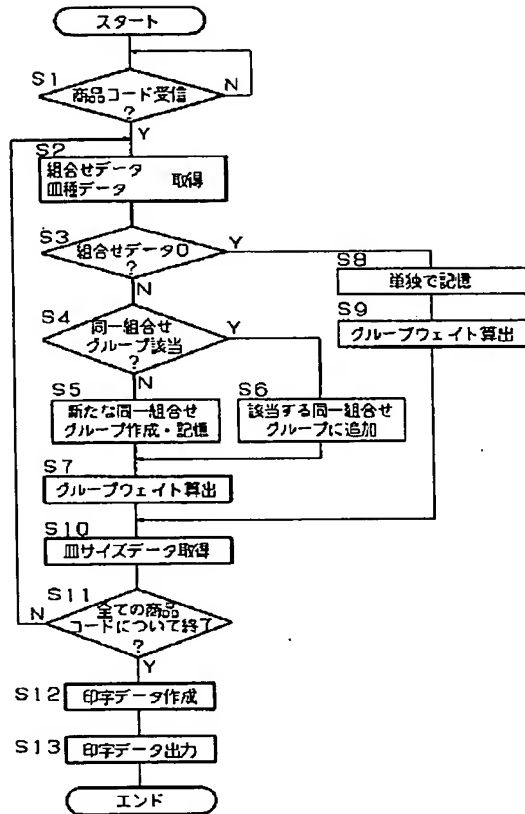 スタート
S1
商品コード受信
?
N
Y
S2
組合せデータ
皿種データ
取得
S3
組合せデータ0
?
Y
N
S8
単独で記憶
S9
グループウェイト算出
S4
同一組合せ
グループ該当
?
Y
N
S5
新たな同一組合せ
グループ作成・記憶
S6
該当する同一組合せ
グループに追加
S7
グループウェイト算出
S10
皿サイズデータ取得
S11
全ての商品
コードについて終了
?
N
Y
S12
印字データ作成
S13
印字データ出力
エンド